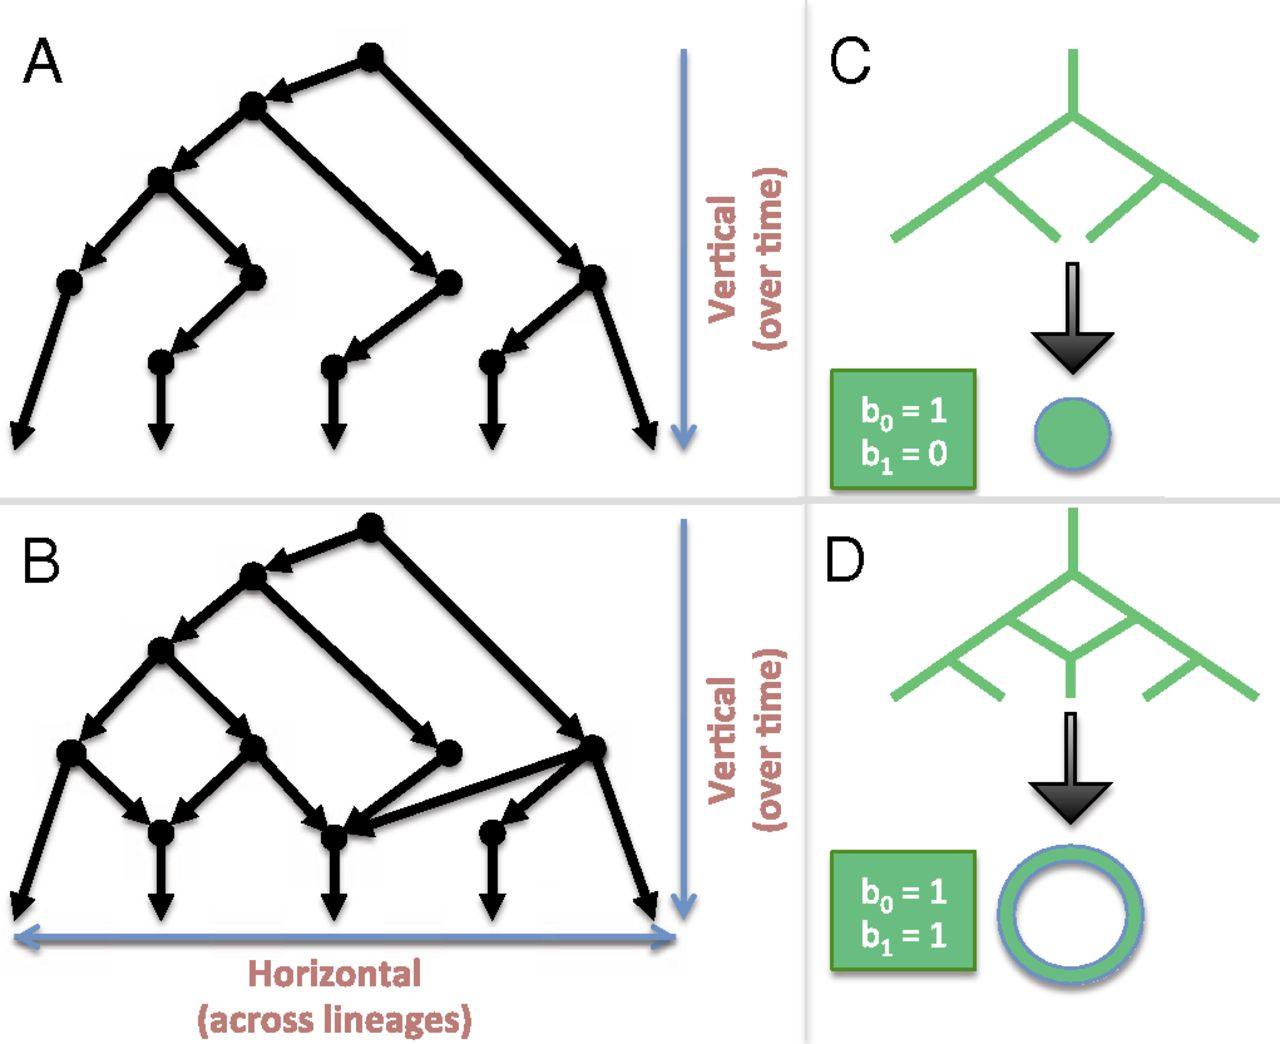 A
Vertical
(over time)
C
b0 = 1
b1 = 0
B
Vertical
(over time)
Horizontal
(across lineages)
D
b0 = 1
b1 = 1